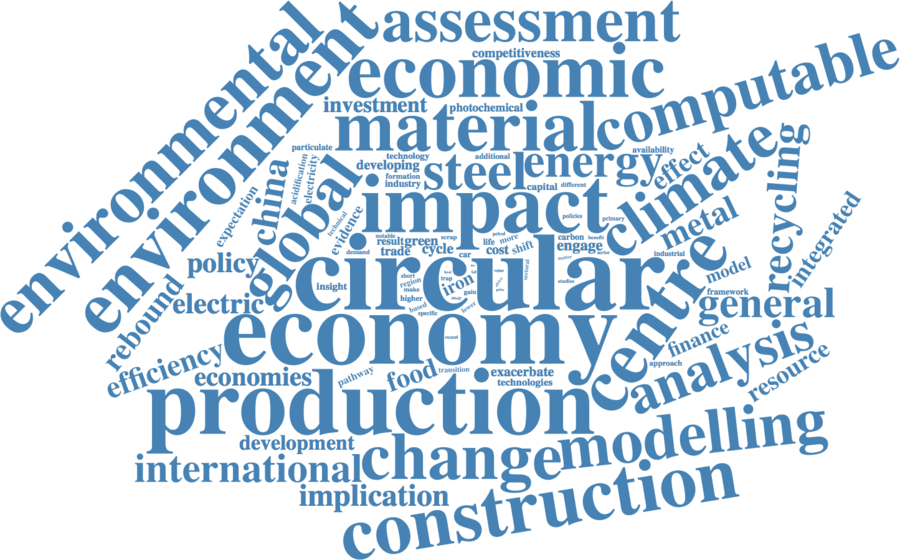 assessment
competitiveness
environmental
environment
economic
computable
investment
photochemical
material
particulate
technology
additional
availability
developing
formation
industry
steel
energy
effect
climate
recycling
capital
different
acidification
electricity
china
expectation
global
technical
evidence
impact
policies
primary
metal
integrated
notable
result
green
scrap
petrol
life
more
carbon
benefit
demand
trade
cycle
car
cost
shift
engage
sector
industrial
policy
circular
centre
model
insight
short
region
make
higher
trap
iron
gain
studies
framework
electric
rebound
based
specific
study
lower
economy
general
recent
finance
analysis
efficiency
economies
pathway
food
transition
exacerbate
technologies
approach
resource
production
development
modelling
international
change
implication
construction